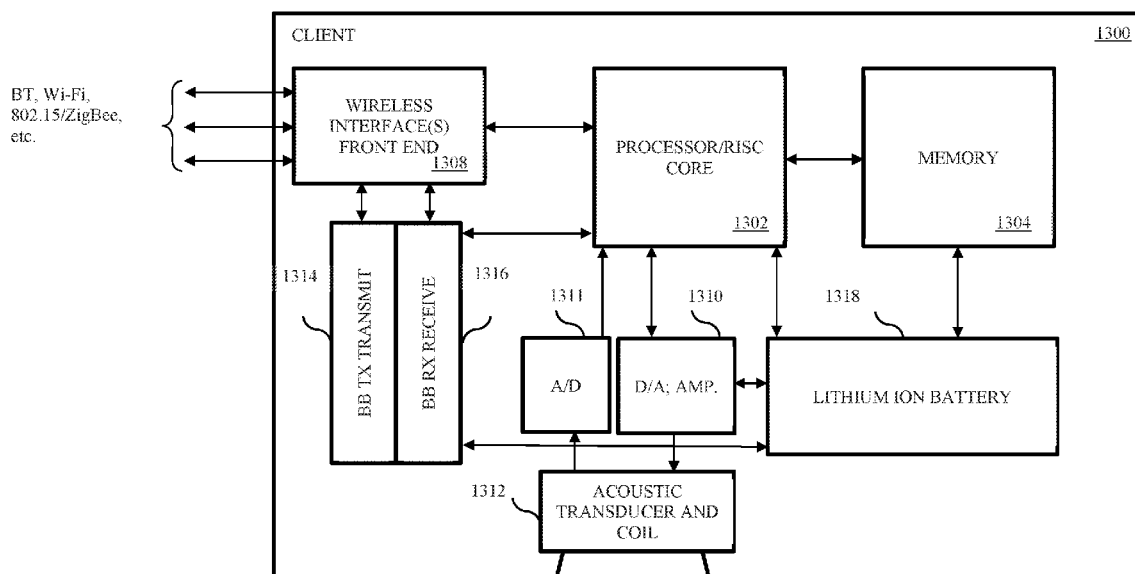 CLIENT
1300
BT, Wi-Fi,
802.15/ZigBee,
etc.
WIRELESS
INTERFACE(S)
FRONT END
1308
PROCESSOR/RISC
CORE
1302
MEMORY
1304
1314
BB TX TRANSMIT
BB RX RECEIVE
1316
1311
1310
1318
A/D
D/A; AMP.
LITHIUM ION BATTERY
1312
ACOUSTIC
TRANSDUCER AND
COIL